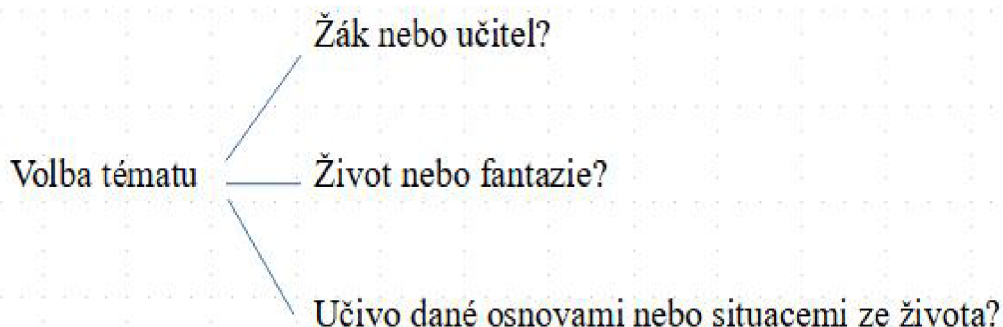 Žák nebo učitel?
Volba tématu
Život nebo fantazie?
Učivo dané osnovami nebo situacemi ze života?